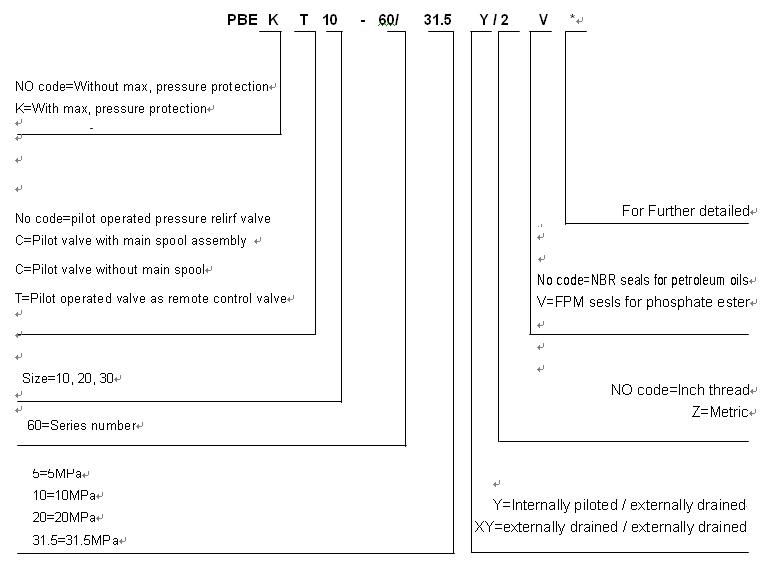 PBE K T 10 - 60/ 31.5 Y / 2 V *
NO code=Without max, pressure protection
K=With max, pressure protection
-
No code=pilot operated pressure relirf valve
C=Pilot valve with main spool assembly
C=Pilot valve without main spool
T=Pilot operated valve as remote control valve
Size=10, 20, 30
60=Series number
5=5MPa
10=10MPa
20=20MPa
31.5=31.5MPa
For Further detailed
No code=NBR seals for petroleum oils
V=FPM sesls for phosphate ester
NO code=Inch thread
Z=Metric
Y=Internally piloted / externally drained
XY=externally drained / externally drained